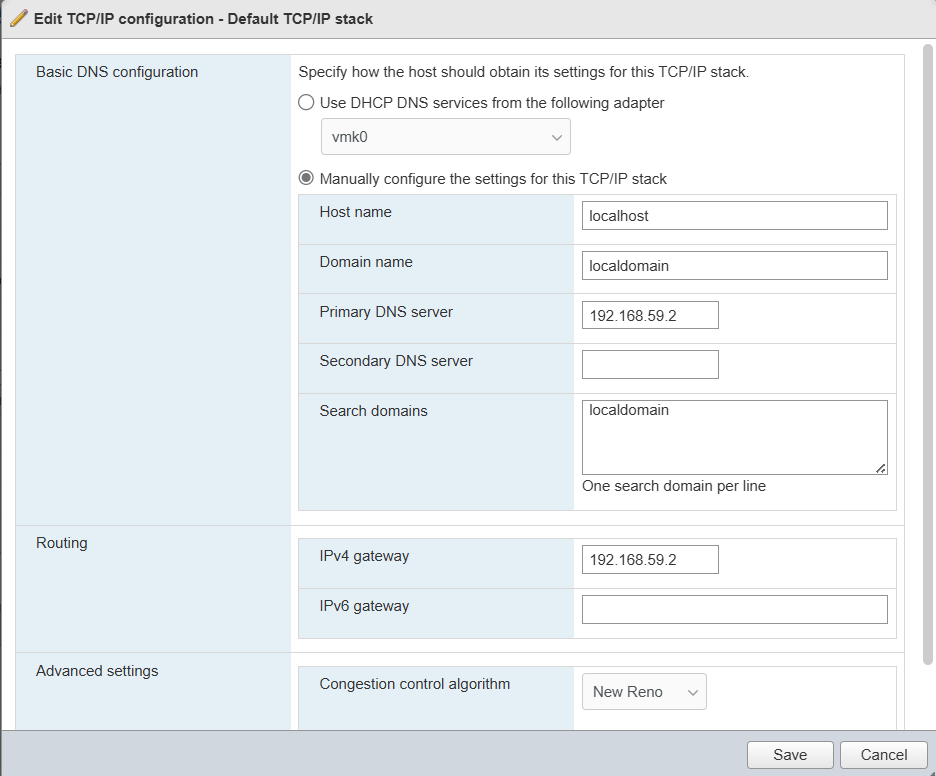 Edit TCP/IP configuration - Default TCP/IP stack
Basic DNS configuration
Specify how the host should obtain its settings for this TCP/IP stack.
Use DHCP DNS services from the following adapter
vmk0
Manually configure the settings for this TCP/IP stack
Host name
localhost
Domain name
localdomain
Primary DNS server
192.168.59.2
Secondary DNS server
Search domains
localdomain
One search domain per line
Routing
IPv4 gateway
192.168.59.2
IPv6 gateway
Advanced settings
Congestion control algorithm
New Reno
Save
Cancel